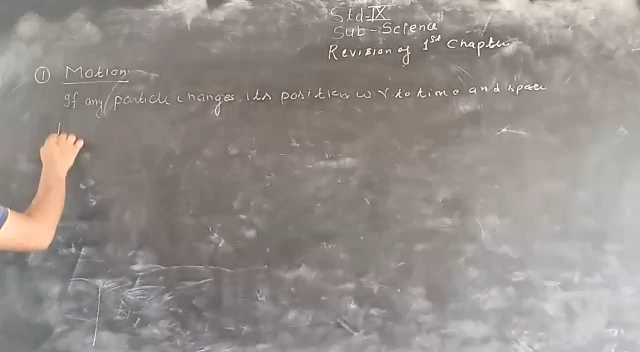 Std-IX
Sub-Science
Revision of 1st Chapter
① Motion
If any particle changes its position w r to time and space